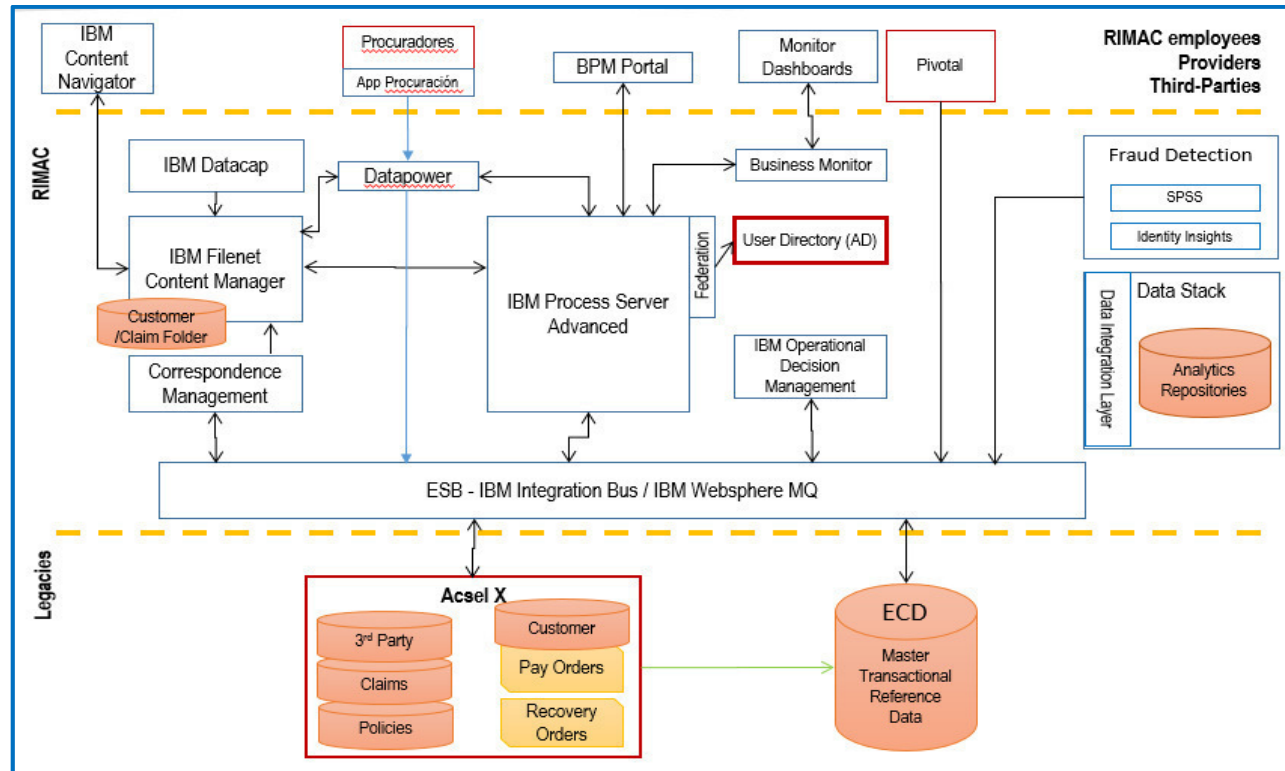 IBM
Content
Navigator
Procuradores
App Procuración
BPM Portal
Monitor
Dashboards
Pivotal
RIMAC employees
Providers
Third-Parties
RIMAC
IBM Datacap
Datapower
Business Monitor
Fraud Detection
SPSS
Identity Insights
IBM Filenet
Content Manager
Customer
/Claim Folder
IBM Process Server
Advanced
Federation
User Directory (AD)
Data Integration Layer
Data Stack
Analytics
Repositories
Correspondence
Management
IBM Operational
Decision
Management
ESB - IBM Integration Bus / IBM Websphere MQ
Legacies
Acsel X
3rd Party
Claims
Policies
Customer
Pay Orders
Recovery
Orders
ECD
Master
Transactional
Reference
Data